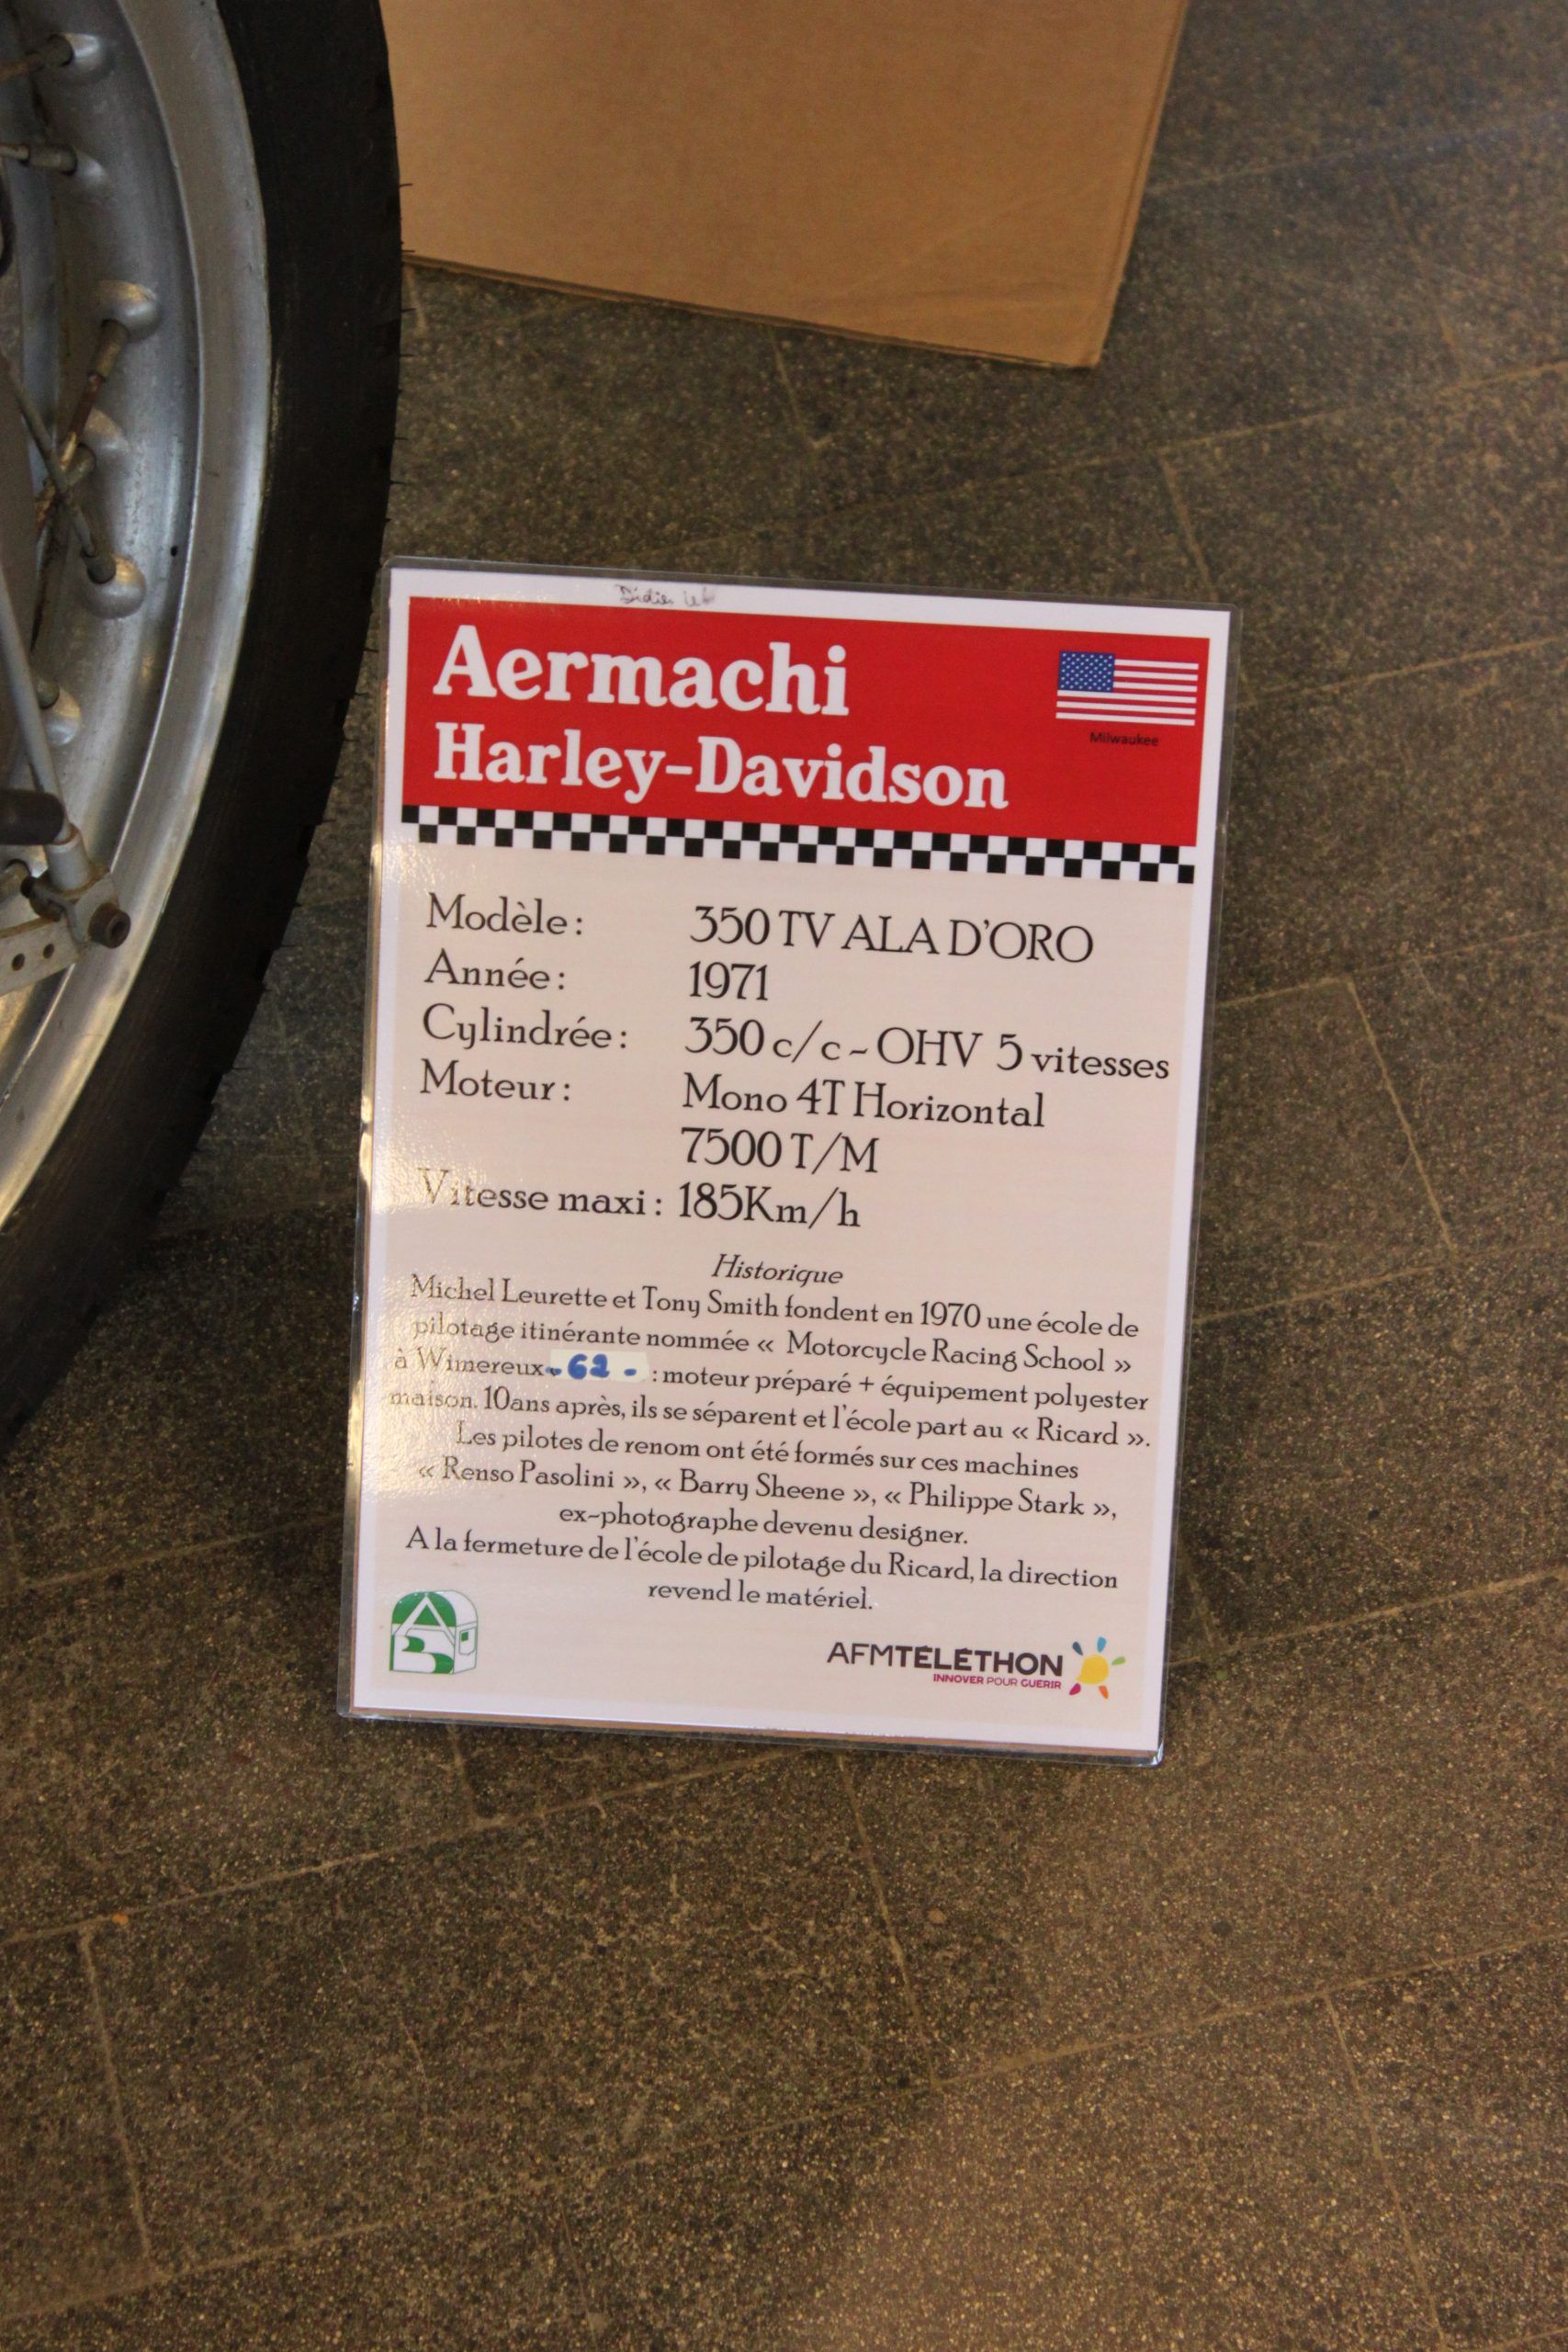 Didier
Aermachi
Harley-Davidson
Milwaukee
Modèle : 350 TV ALA D'ORO
Année : 1971
Cylindrée : 350 c/c ~ OHV 5 vitesses
Moteur : Mono 4T Horizontal
7500 T/M
Vitesse maxi : 185Km/h
Historique
Michel Leurette et Tony Smith fondent en 1970 une école de
pilotage itinérante nommée « Motorcycle Racing School »
à Wimereux - 62 - : moteur préparé + équipement polyester
maison. 10ans après, ils se séparent et l'école part au « Ricard ».
Les pilotes de renom ont été formés sur ces machines
« Renso Pasolini », « Barry Sheene », « Philippe Stark »,
ex-photographe devenu designer.
A la fermeture de l'école de pilotage du Ricard, la direction
revend le matériel.
AFMTÉLÉTHON
INNOVER POUR GUÉRIR